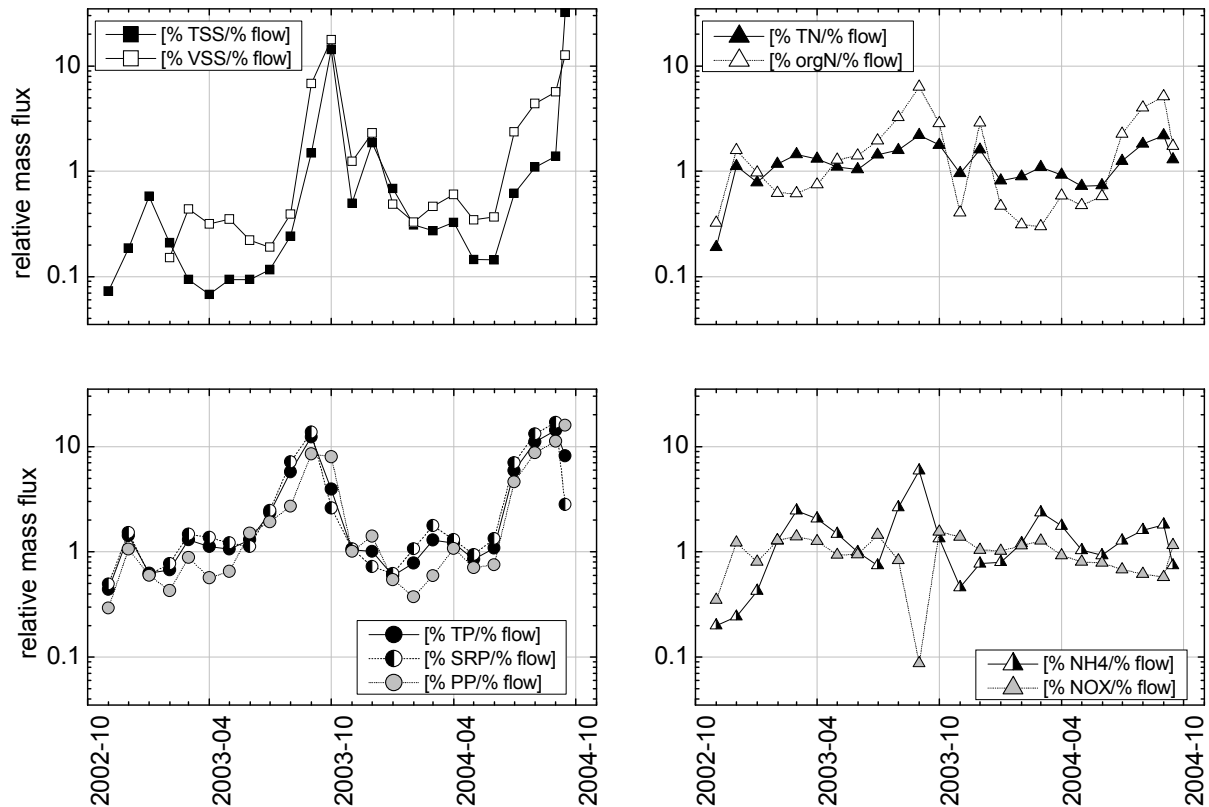 [% TSS/% flow]
[% VSS/% flow]
10
1
0.1
relative mass flux
[% TN/% flow]
[% orgN/% flow]
10
1
0.1
10
1
0.1
relative mass flux
[% TP/% flow]
[% SRP/% flow]
[% PP/% flow]
2002-10
2003-04
2003-10
2004-04
2004-10
10
1
0.1
[% NH4/% flow]
[% NOX/% flow]
2002-10
2003-04
2003-10
2004-04
2004-10